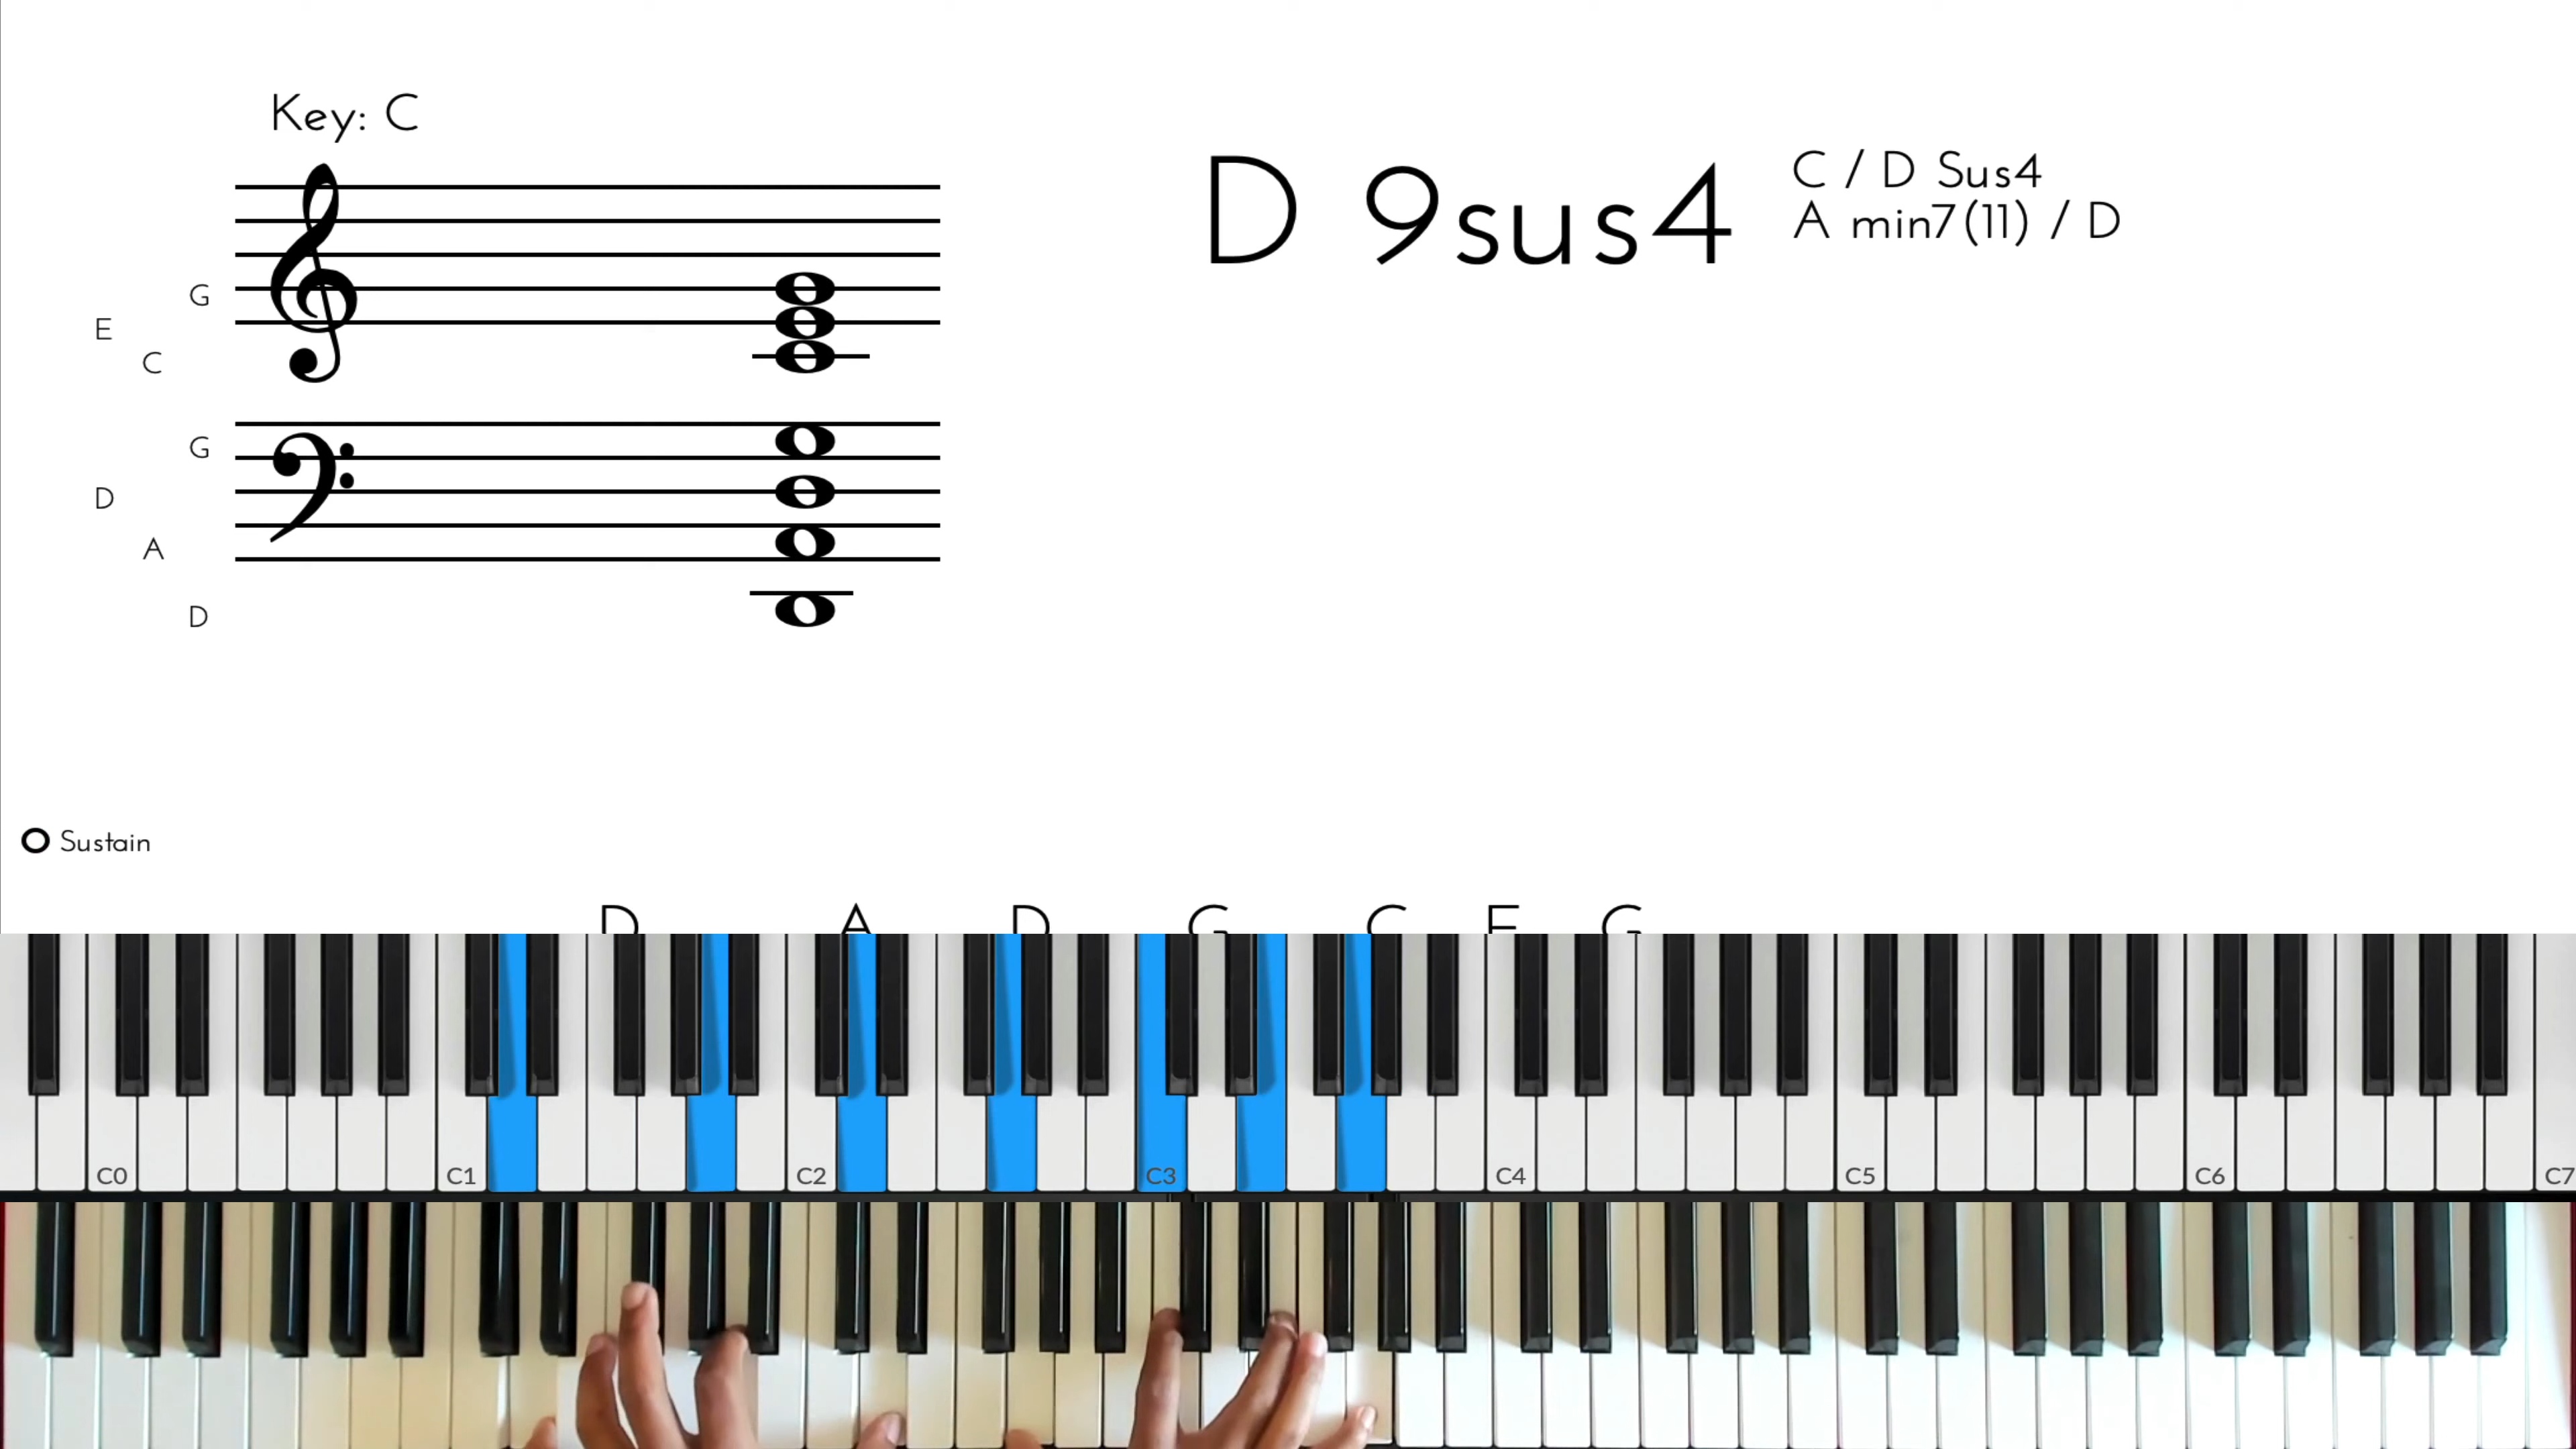 Key: C
D 9sus4
C / D Sus4
A min7(11) / D
G
E
C
G
D
A
D
Sustain
D A D G C E G
C0 C1 C2 C3 C4 C5 C6 C7